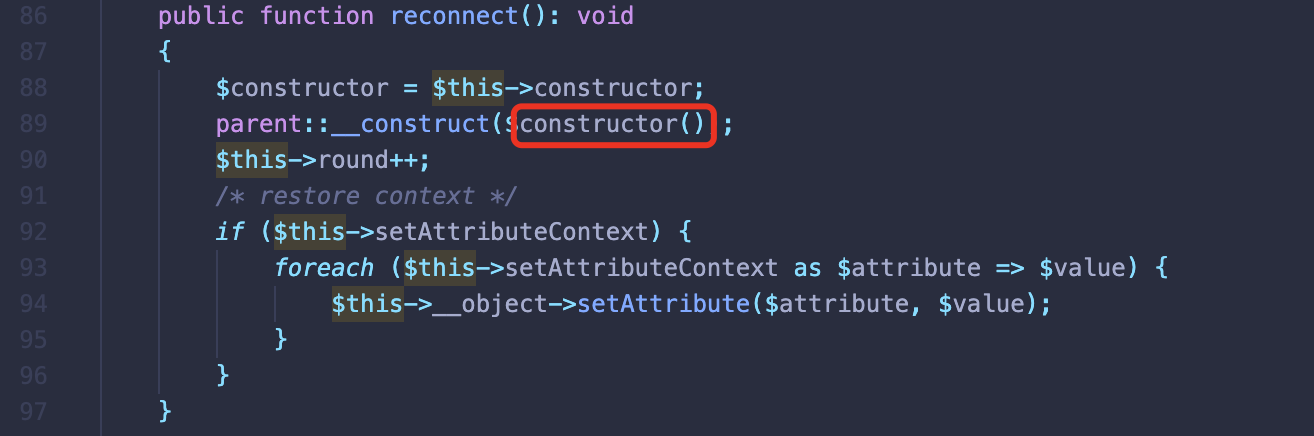 86 public function reconnect(): void
87 {
88 $constructor = $this->constructor;
89 parent::__construct($constructor() ;
90 $this->round++;
91 /* restore context */
92 if ($this->setAttributeContext) {
93 foreach ($this->setAttributeContext as $attribute => $value) {
94 $this->__object->setAttribute($attribute, $value);
95 }
96 }
97 }